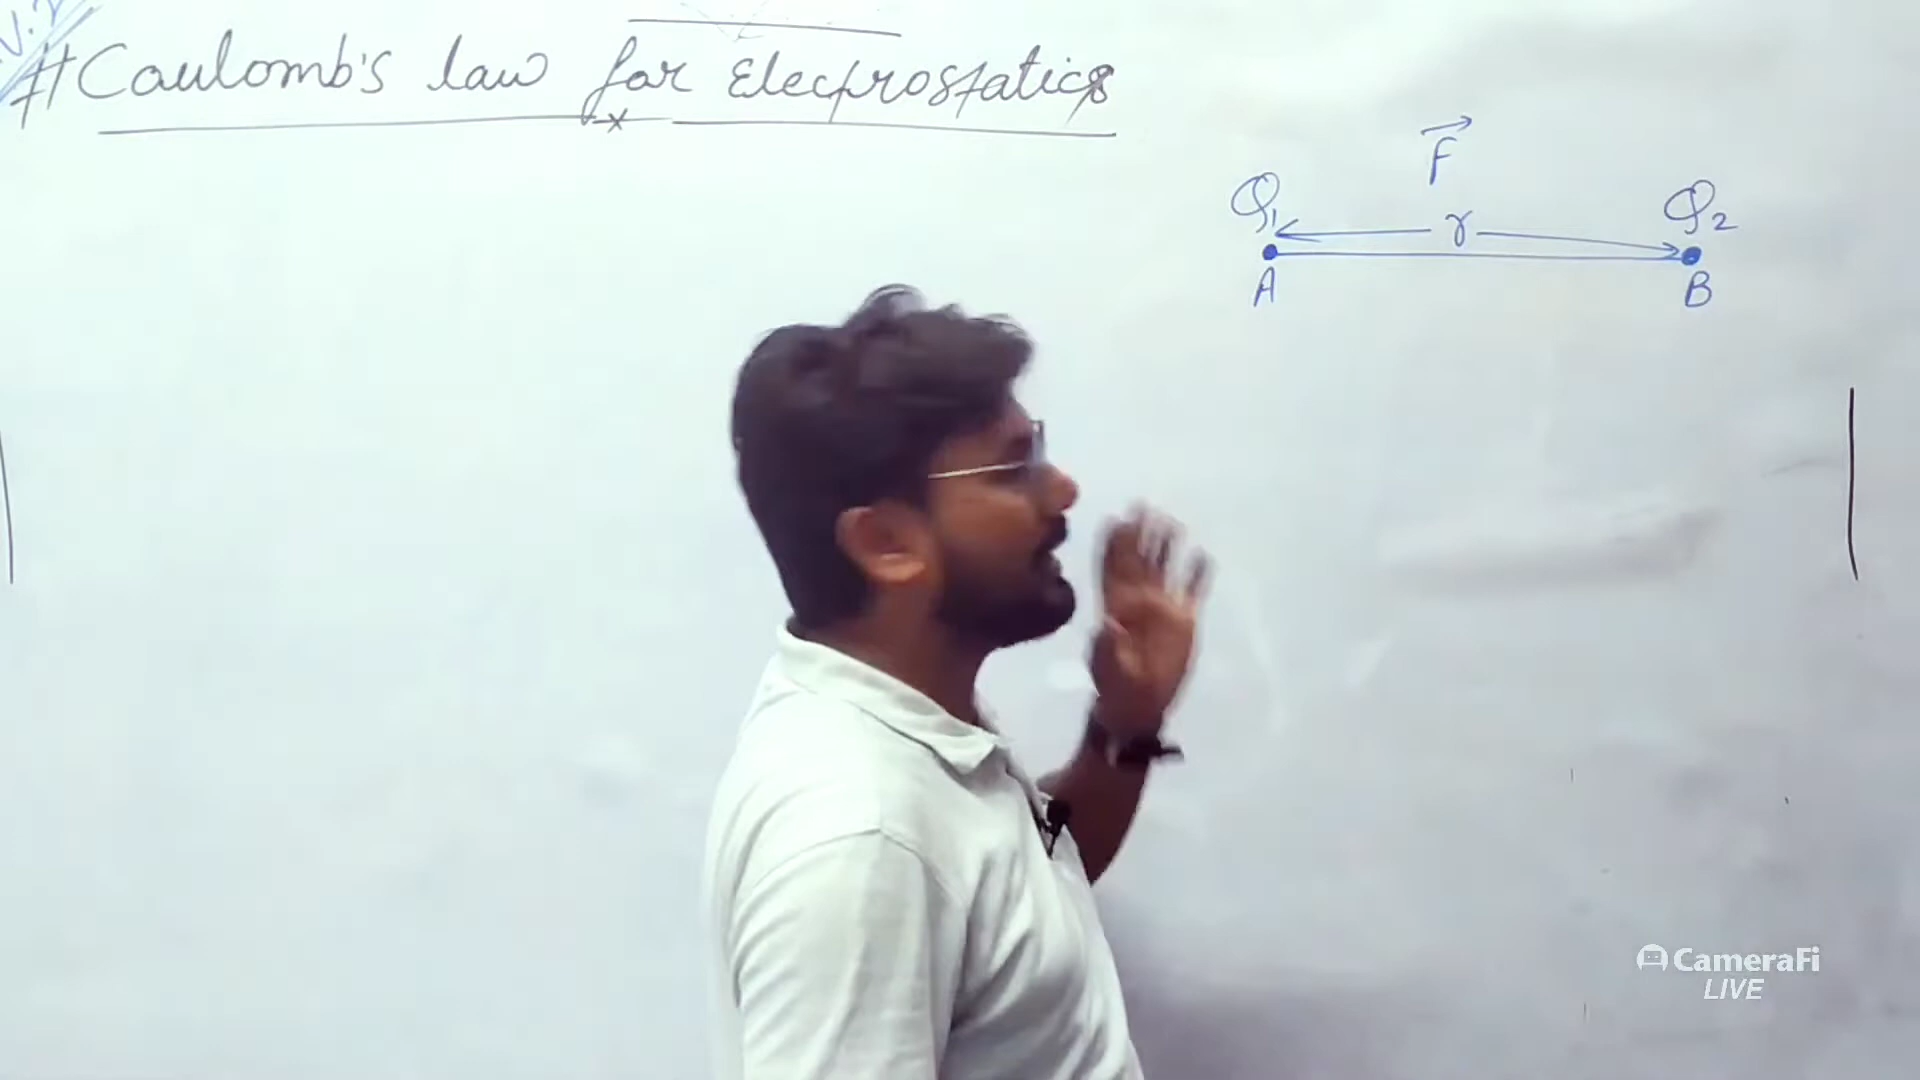 #Coulomb's law for Electrostatics
F
Q1 r Q2
A B
CameraFi
LIVE